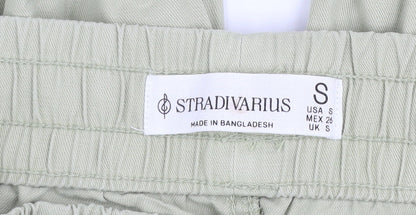 STRADIVARIUS
MADE IN BANGLADESH
S
USA S
MEX 26
UK S